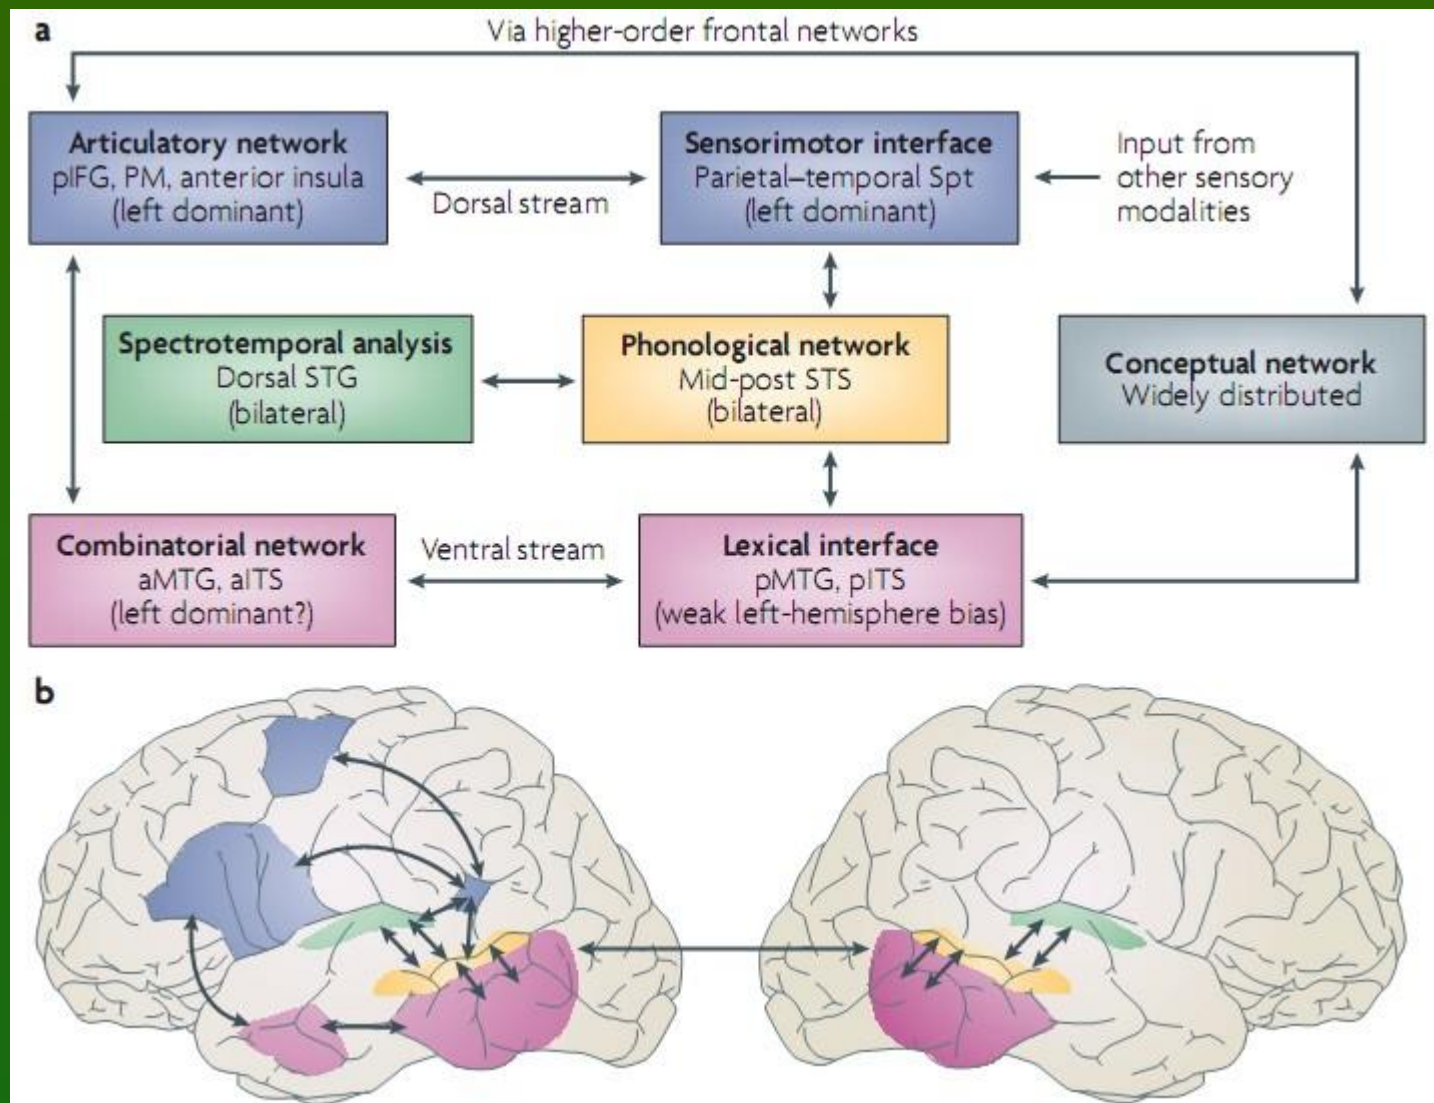 a
Via higher-order frontal networks
Articulatory network
pIFG, PM, anterior insula
(left dominant)
Dorsal stream
Sensorimotor interface
Parietal–temporal Spt
(left dominant)
Input from
other sensory
modalities
Spectrotemporal analysis
Dorsal STG
(bilateral)
Phonological network
Mid-post STS
(bilateral)
Conceptual network
Widely distributed
Combinatorial network
aMTG, aITS
(left dominant?)
Ventral stream
Lexical interface
pMTG, pITS
(weak left-hemisphere bias)
b